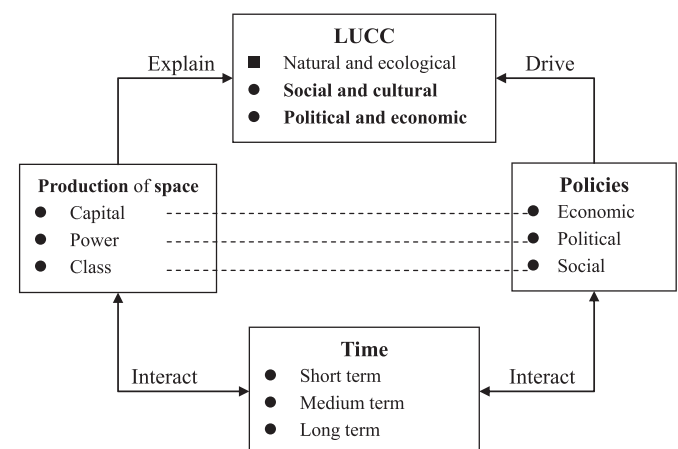 LUCC
■ Natural and ecological
● Social and cultural
● Political and economic
Explain
Drive
Production of space
● Capital
● Power
● Class
Policies
● Economic
● Political
● Social
Time
● Short term
● Medium term
● Long term
Interact
Interact